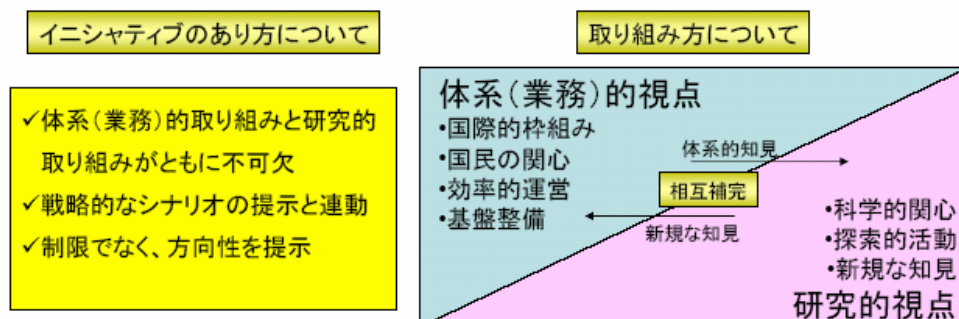 イニシャティブのあり方について
✓体系(業務)的取り組みと研究的
取り組みがともに不可欠
✓戦略的なシナリオの提示と連動
✓制限でなく、方向性を提示
取り組み方について
体系(業務)的視点
•国際的枠組み
•国民の関心
•効率的運営
•基盤整備
体系的知見
相互補完
新規な知見
•科学的関心
•探索的活動
•新規な知見
研究的視点